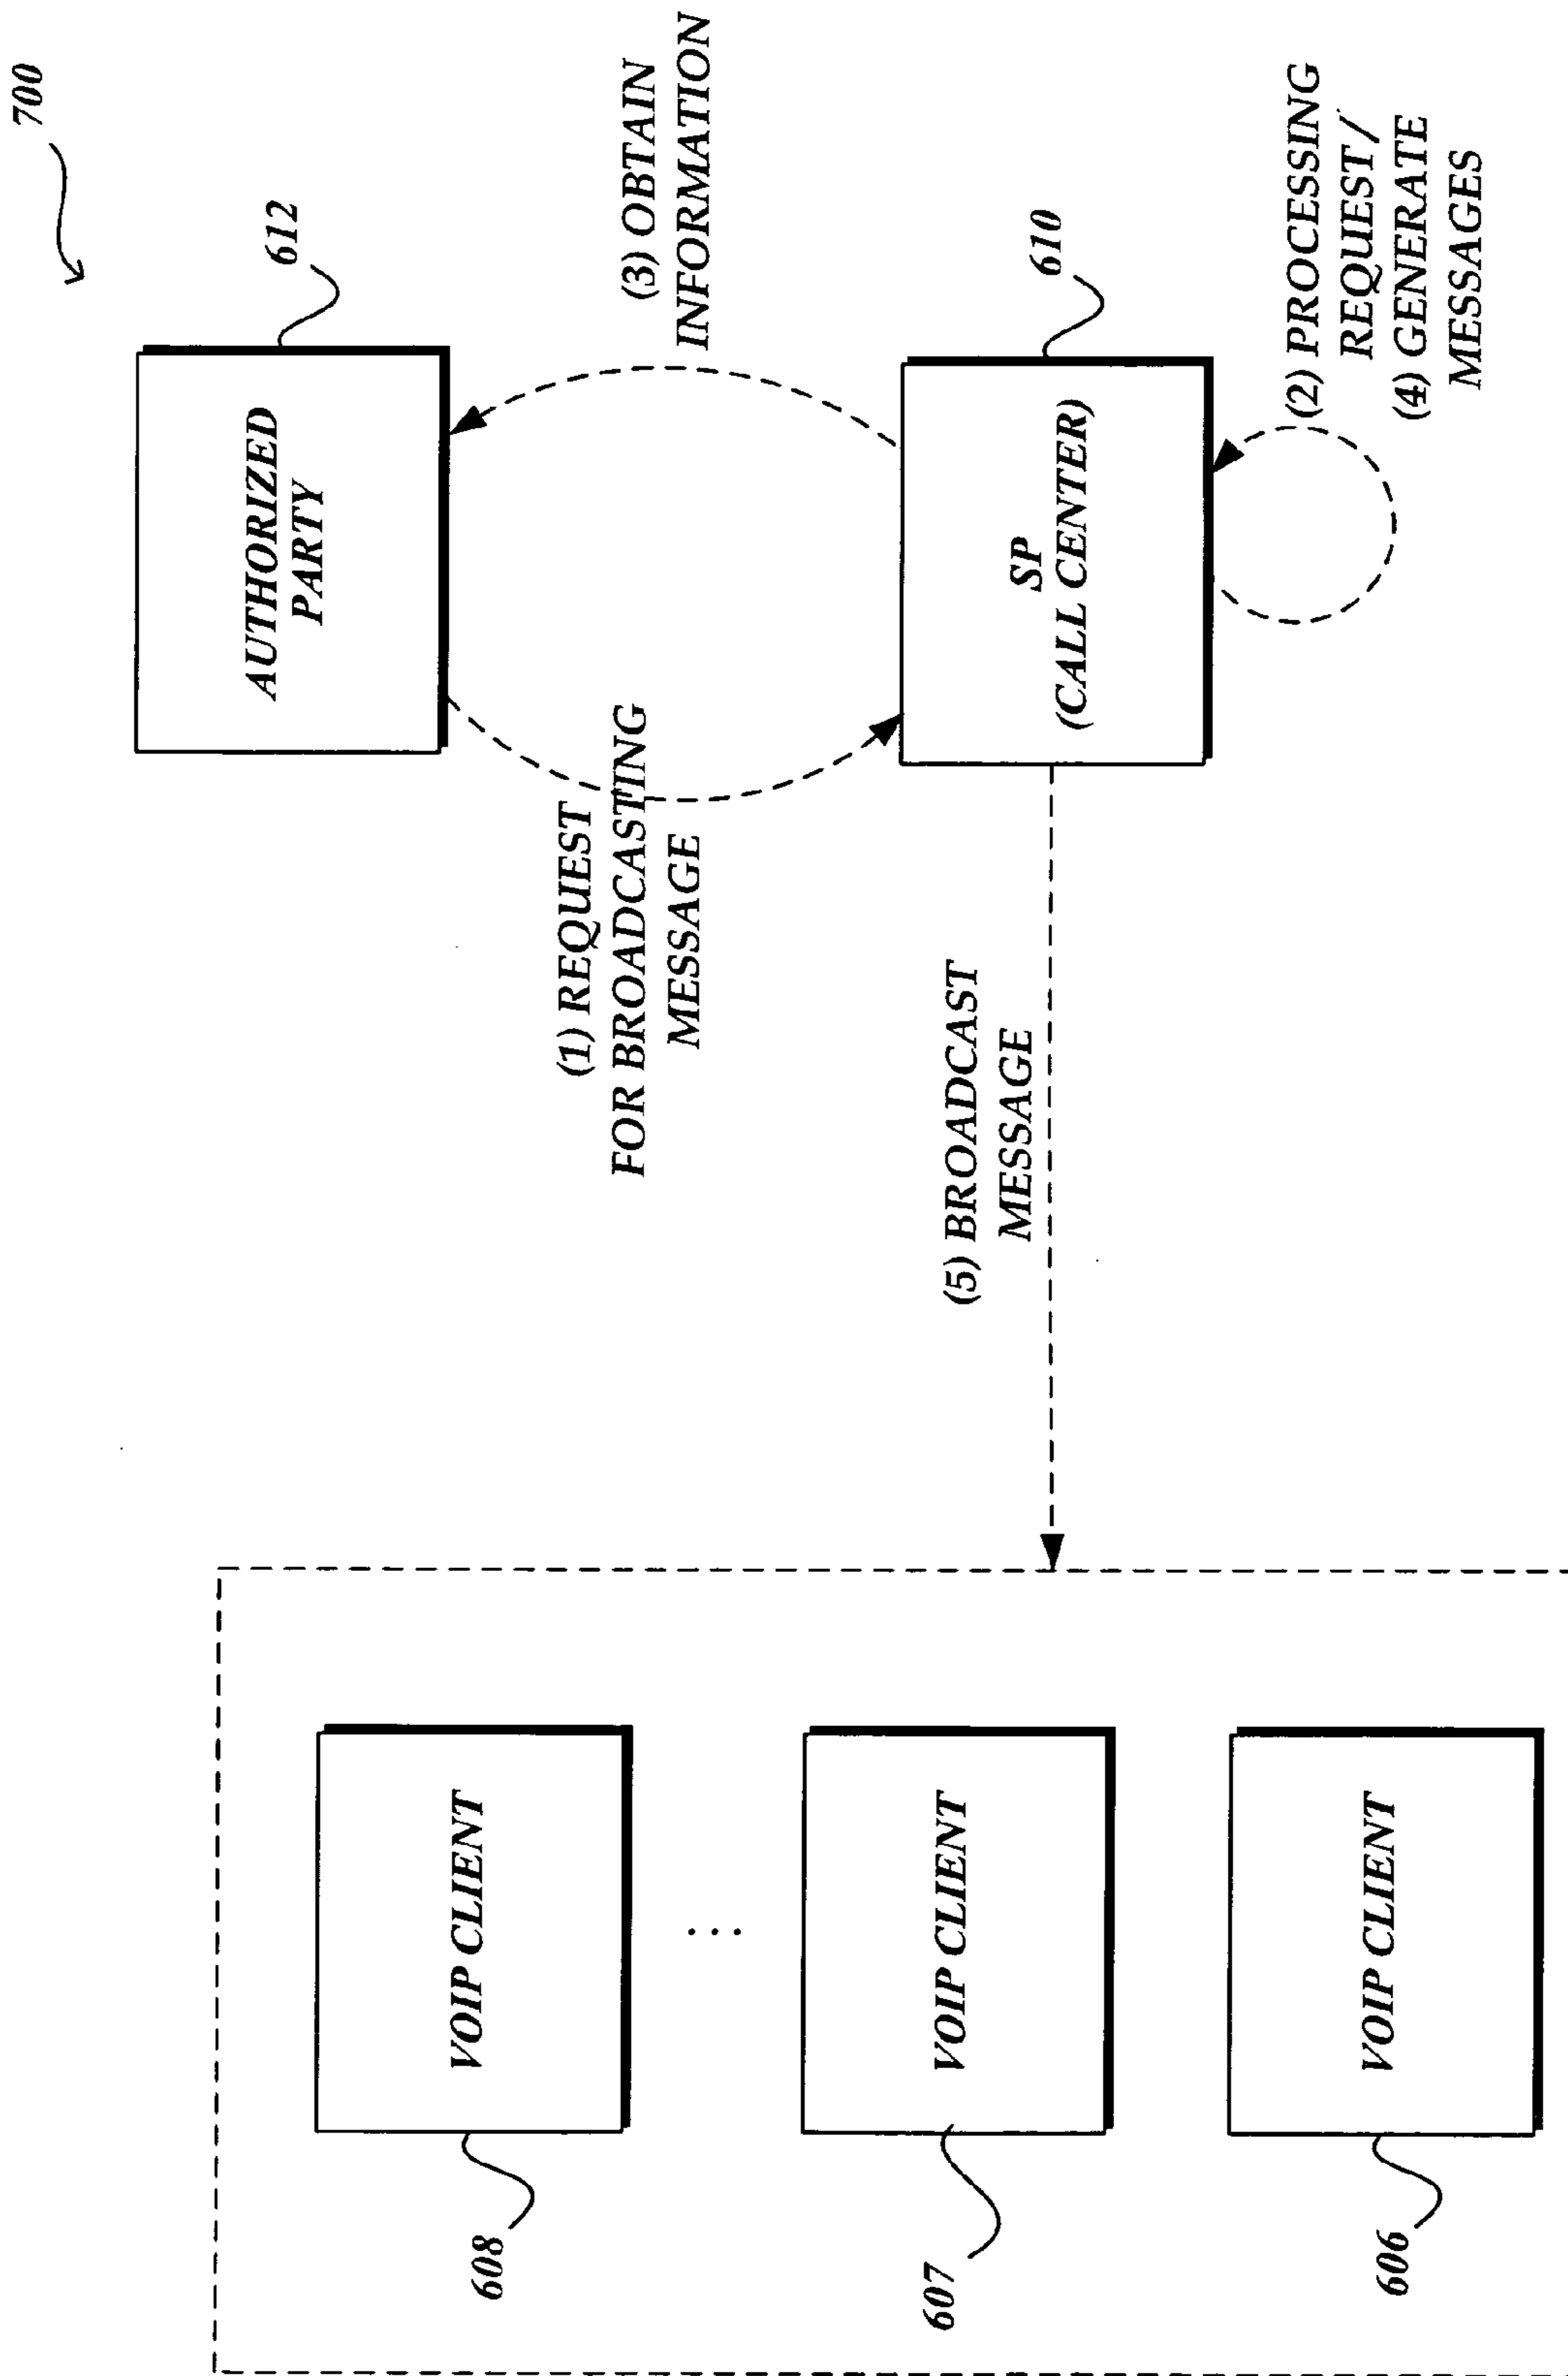 700
608
VOIP CLIENT
...
607
VOIP CLIENT
606
VOIP CLIENT
612
AUTHORIZED
PARTY
(1) REQUEST
FOR BROADCASTING
MESSAGE
(3) OBTAIN
INFORMATION
(5) BROADCAST
MESSAGE
610
SP
(CALL CENTER)
(2) PROCESSING
REQUEST /
(4) GENERATE
MESSAGES